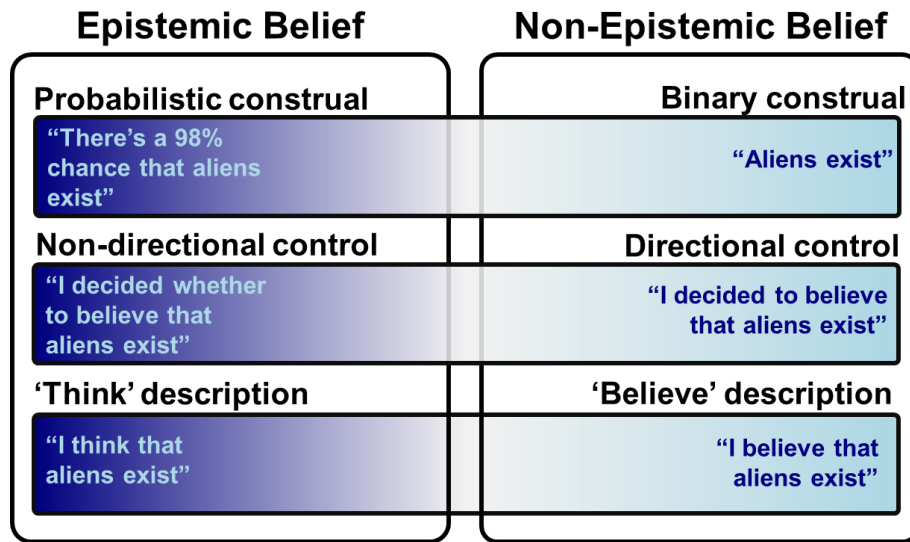 Epistemic Belief
Non-Epistemic Belief
Probabilistic construal
Binary construal
“There’s a 98%
chance that aliens
exist”
“Aliens exist”
Non-directional control
Directional control
“I decided whether
to believe that
aliens exist”
“I decided to believe
that aliens exist”
‘Think’ description
‘Believe’ description
“I think that
aliens exist”
“I believe that
aliens exist”